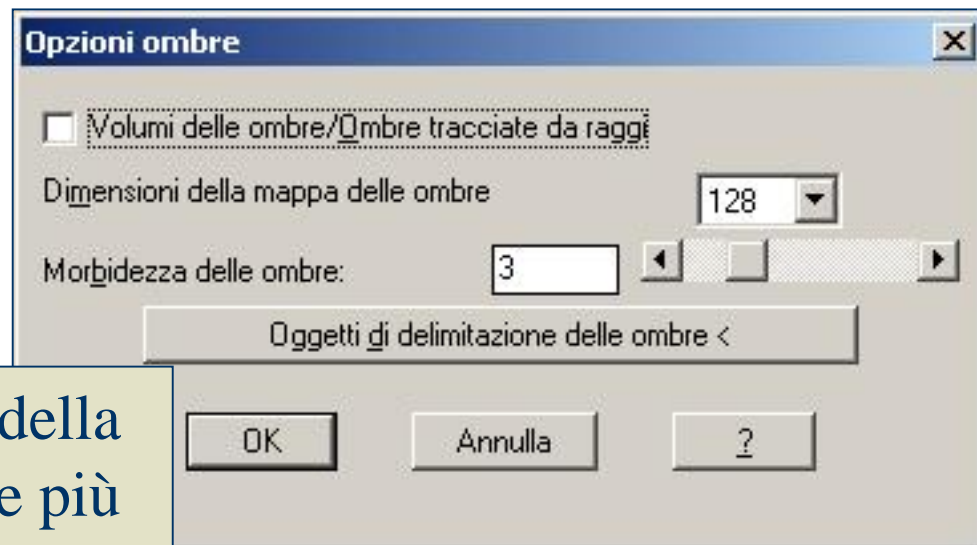 Opzioni ombre
Volumi delle ombre/Ombre tracciate da raggi
Dimensioni della mappa delle ombre 128
Morbidezza delle ombre: 3
Oggetti di delimitazione delle ombre <
OK Annulla ?
della
e più